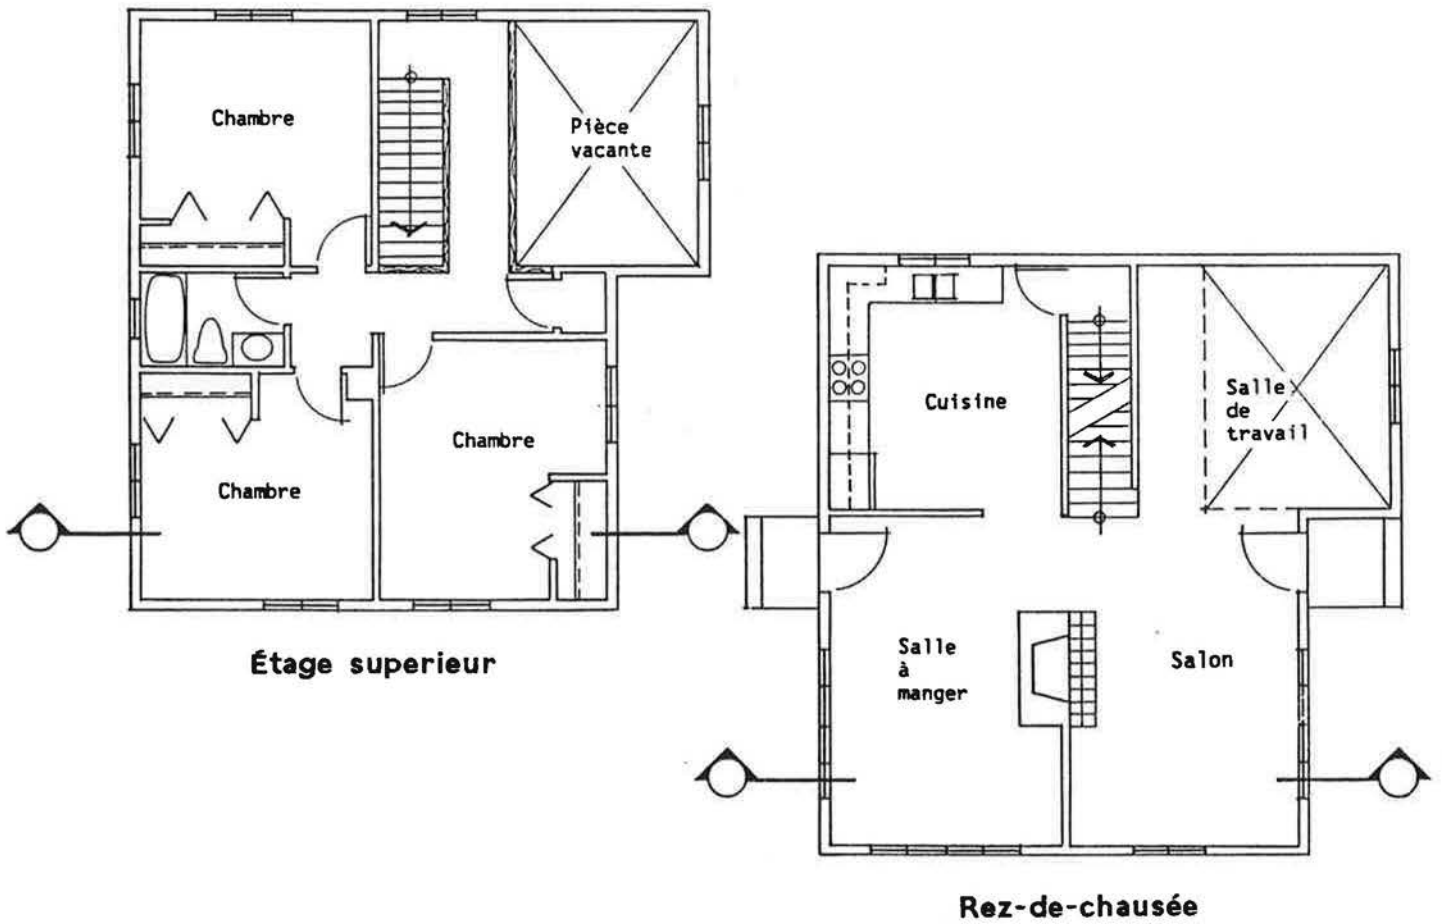 Chambre
Pièce
vacante
Chambre
Chambre
Étage superieur
Cuisine
Salle
de
travail
Salle
à
manger
Salon
Rez-de-chausée